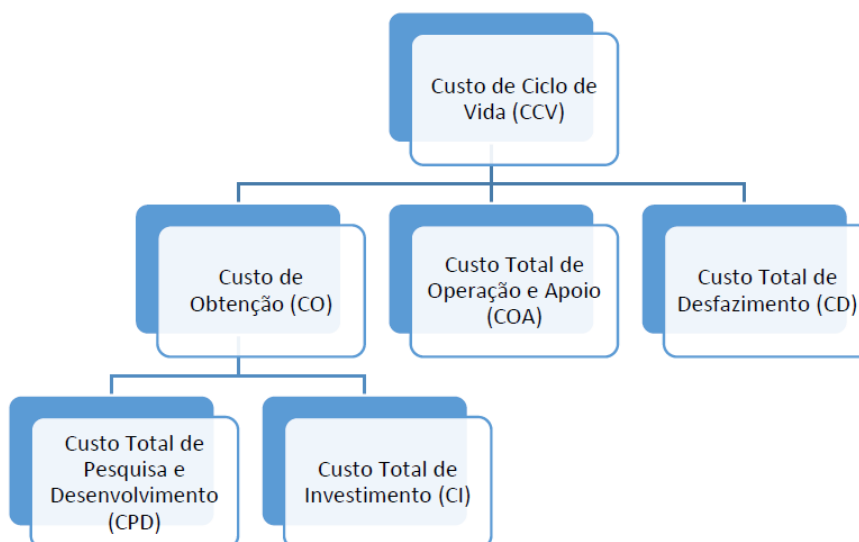 Custo de Ciclo de
Vida (CCV)
Custo de
Obtenção (CO)
Custo Total de
Operação e Apoio
(COA)
Custo Total de
Desfazimento (CD)
Custo Total de
Pesquisa e
Desenvolvimento
(CPD)
Custo Total de
Investimento (CI)